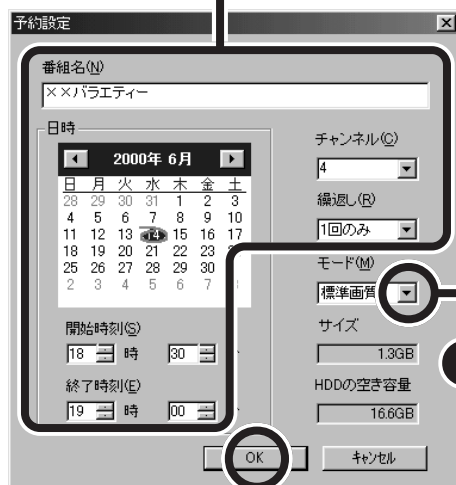 予約設定
番組名(N)
××バラエティー
日時
2000年 6月
日 月 火 水 木 金 土
28 29 30 31 1 2 3
4 5 6 7 8 9 10
11 12 13 14 15 16 17
18 19 20 21 22 23
25 26 27 28 29 30
2 3 4 5 6 7
開始時刻(S)
18 時 30
終了時刻(E)
19 時 00
チャンネル(C)
4
繰返し(R)
1回のみ
モード(M)
標準画質
サイズ
1.3GB
HDDの空き容量
16.6GB
OK キャンセル